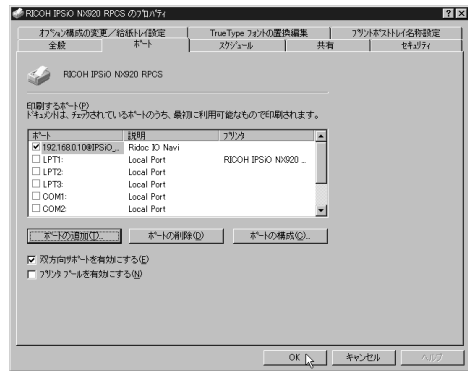 RICOH IPSiO NX920 RPCS のﾌﾟﾛﾊﾟﾃｨ
ｵﾌﾟｼｮﾝ構成の変更／給紙ﾄﾚｲ設定 TrueType ﾌｫﾝﾄの置換編集 ﾌﾟﾘﾝﾄﾎﾟｽﾄ/ﾄﾚｲ名称設定
全般 ﾎﾟｰﾄ ｽｹｼﾞｭｰﾙ 共有 ｾｷｭﾘﾃｨ
RICOH IPSiO NX920 RPCS
印刷するﾎﾟｰﾄ(P)
ﾄﾞｷｭﾒﾝﾄは、ﾁｪｯｸされているﾎﾟｰﾄのうち、最初に利用可能なもので印刷されます。
ﾎﾟｰﾄ 説明 ﾌﾟﾘﾝﾀ
192.168.0.10@IPSiO_... Ridoc IO Navi
LPT1: Local Port RICOH IPSiO NX920 ...
LPT2: Local Port
LPT3: Local Port
COM1: Local Port
COM2: Local Port
ﾎﾟｰﾄの追加(T)... ﾎﾟｰﾄの削除(D) ﾎﾟｰﾄの構成(C)...
双方向ｻﾎﾟｰﾄを有効にする(E)
ﾌﾟﾘﾝﾀ ﾌﾟｰﾙを有効にする(N)
OK ｷｬﾝｾﾙ ﾍﾙﾌﾟ